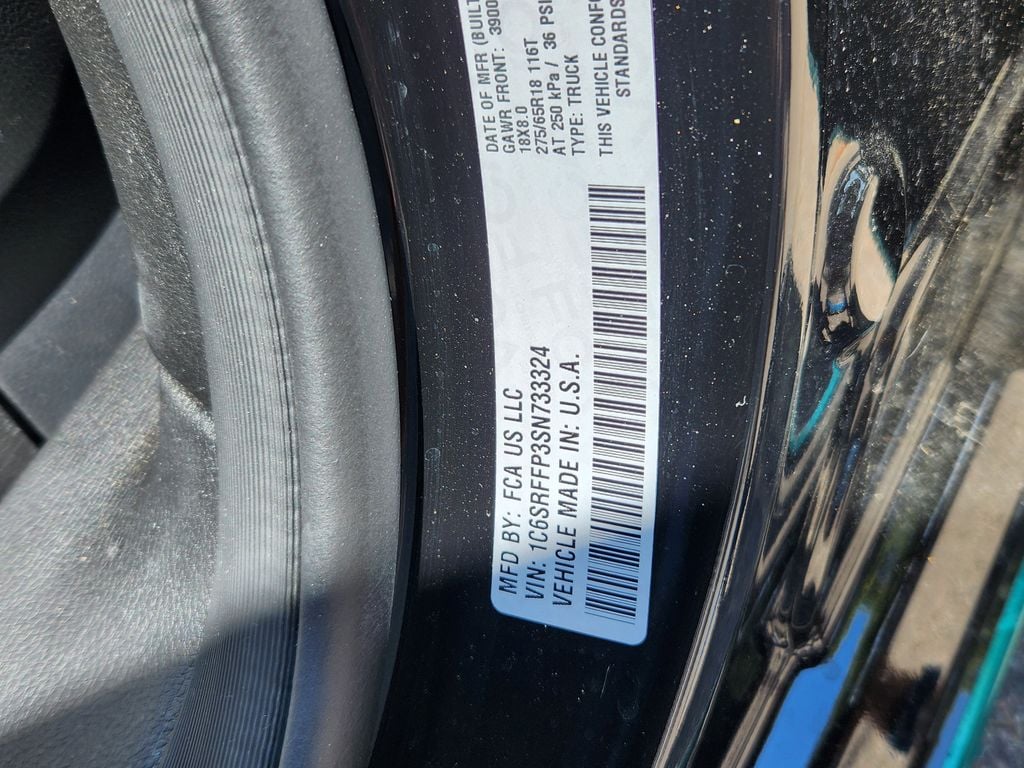 MFD BY: FCA US LLC
VIN: 1C6SRFFP3SN733324
VEHICLE MADE IN: U.S.A.
DATE OF MFR (BUILT
GAWR FRONT: 3900
18X8.0
275/65R18 116T
AT 250 kPa / 36 PSI
TYPE: TRUCK
THIS VEHICLE CONFO
STANDARDS